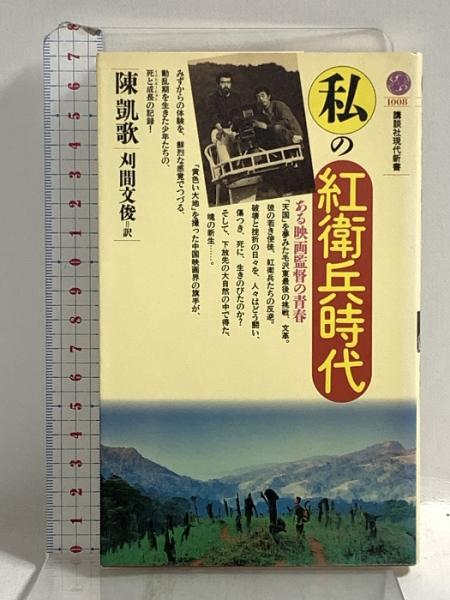 1008
講談社現代新書
私の紅衛兵時代
ある映画監督の青春
陳 凱歌
刈間文俊=訳
「天国」を夢みた毛沢東最後の挑戦、文革。
彼の若き使徒、紅衛兵たちの反逆。
破壊と挫折の日々を、人々はどう闘い、
傷つき、死に、生きのびたのか?
そして、下放先の大自然の中で得た、
魂の新生……。
「黄色い大地」を撮った中国映画界の旗手が、
みずからの体験を、鮮烈な感覚でつづる、
動乱期を生きた少年たちの、
死と成長の記録!